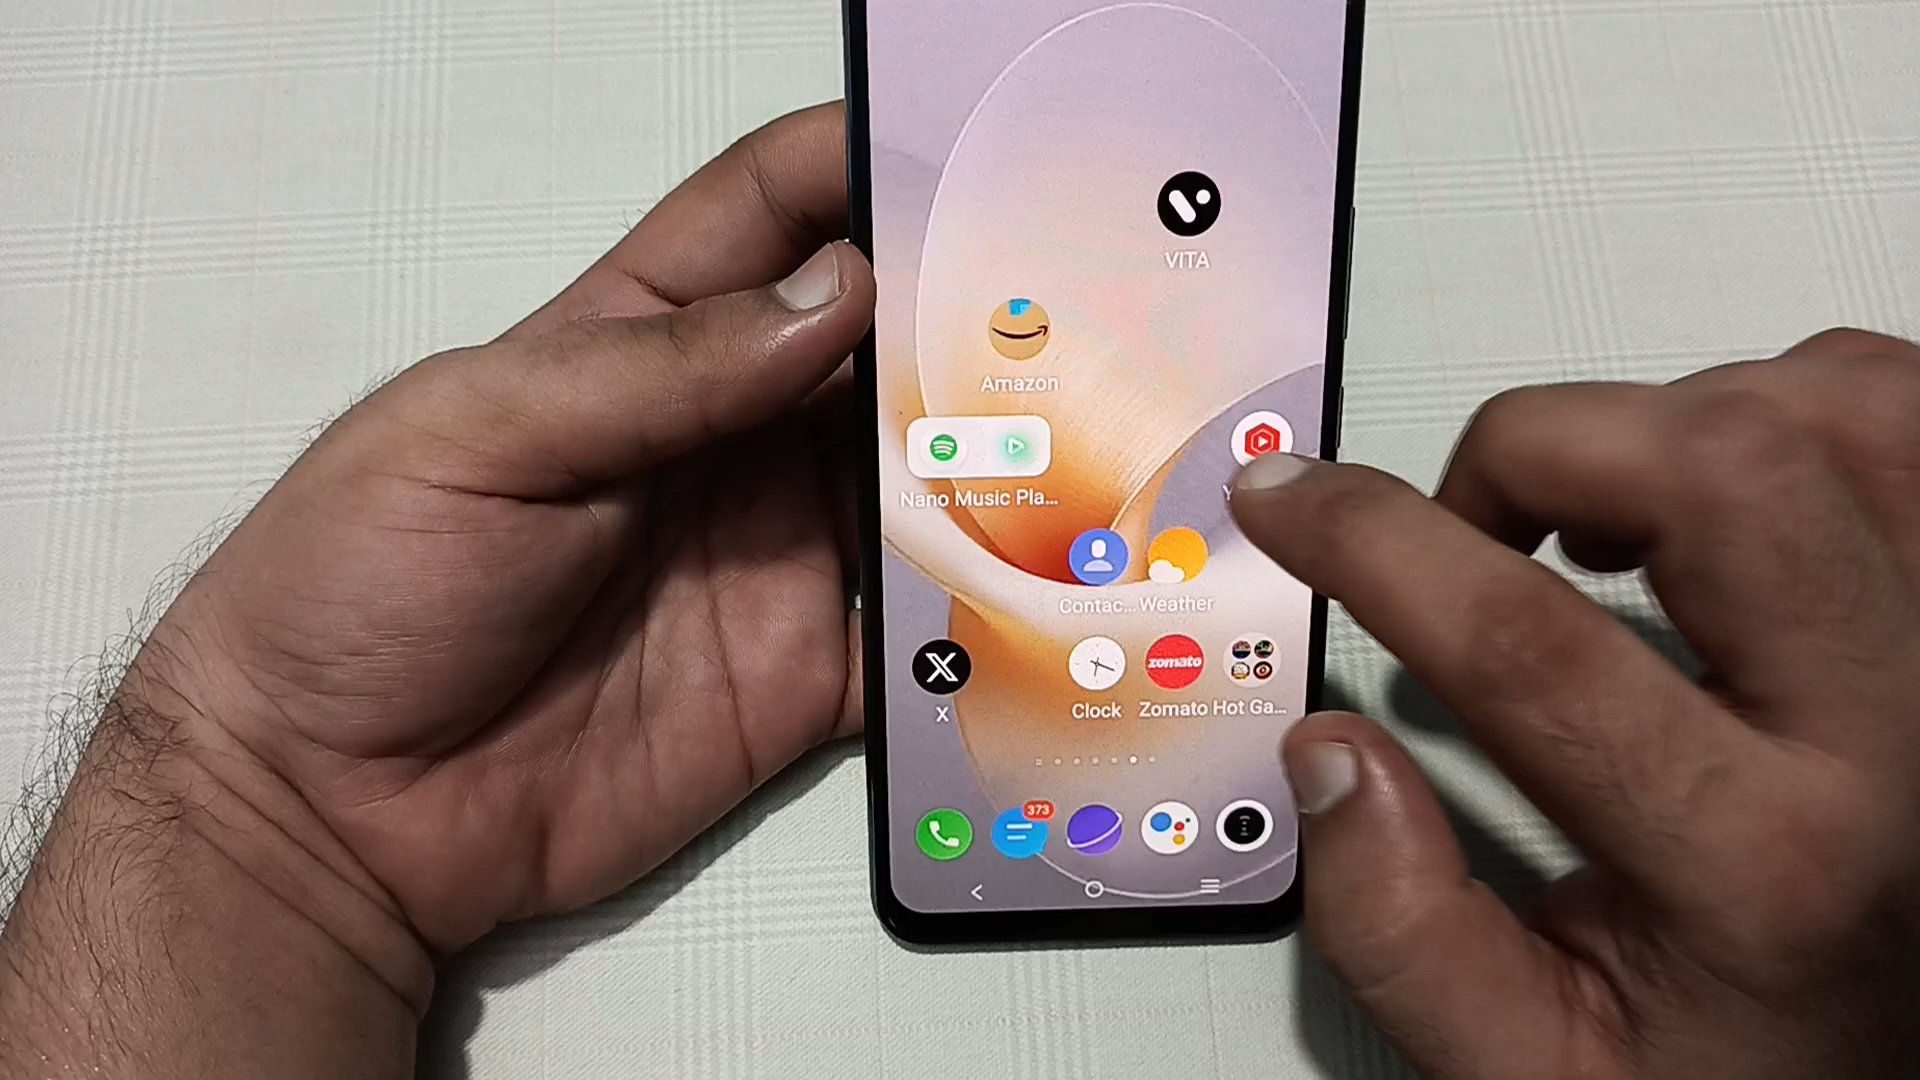 VITA
Amazon
Nano Music Pla...
Contac... Weather
zomato
X
Clock
Zomato
Hot Ga...
373